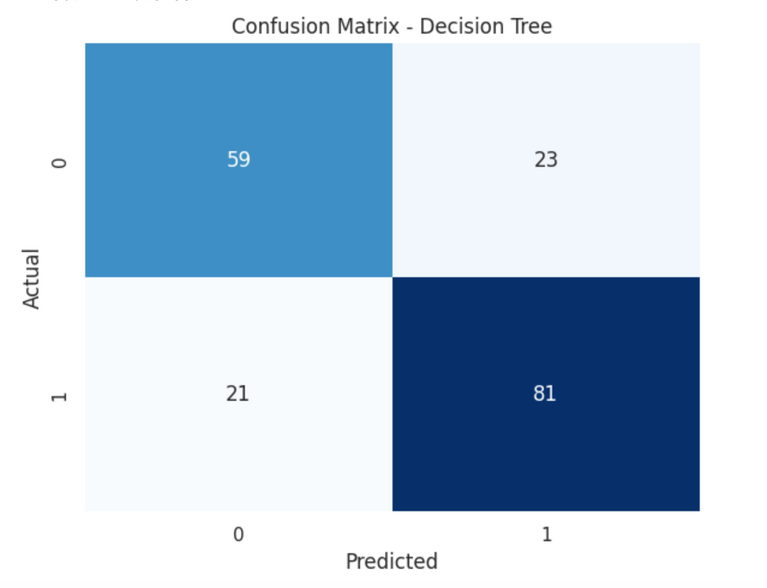 Confusion Matrix - Decision Tree
0
59
23
Actual
1
21
81
0
1
Predicted